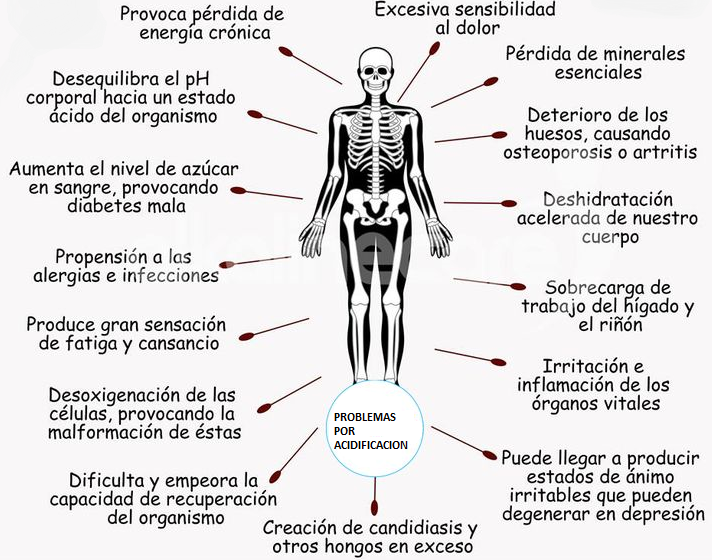 Provoca pérdida de
energía crónica
Excesiva sensibilidad
al dolor
Desequilibra el pH
corporal hacia un estado
ácido del organismo
Pérdida de minerales
esenciales
Aumenta el nivel de azúcar
en sangre, provocando
diabetes mala
Deterioro de los
huesos, causando
osteoporosis o artritis
Propensión a las
alergias e infecciones
Deshidratación
acelerada de nuestro
cuerpo
Produce gran sensación
de fatiga y cansancio
Sobrecarga de
trabajo del hígado y
el riñón
Desoxigenación de las
células, provocando la
malformación de éstas
Irritación e
inflamación de los
órganos vitales
Dificulta y empeora la
capacidad de recuperación
del organismo
Puede llegar a producir
estados de ánimo
irritables que pueden
degenerar en depresión
PROBLEMAS
POR
ACIDIFICACION
Creación de candidiasis y
otros hongos en exceso